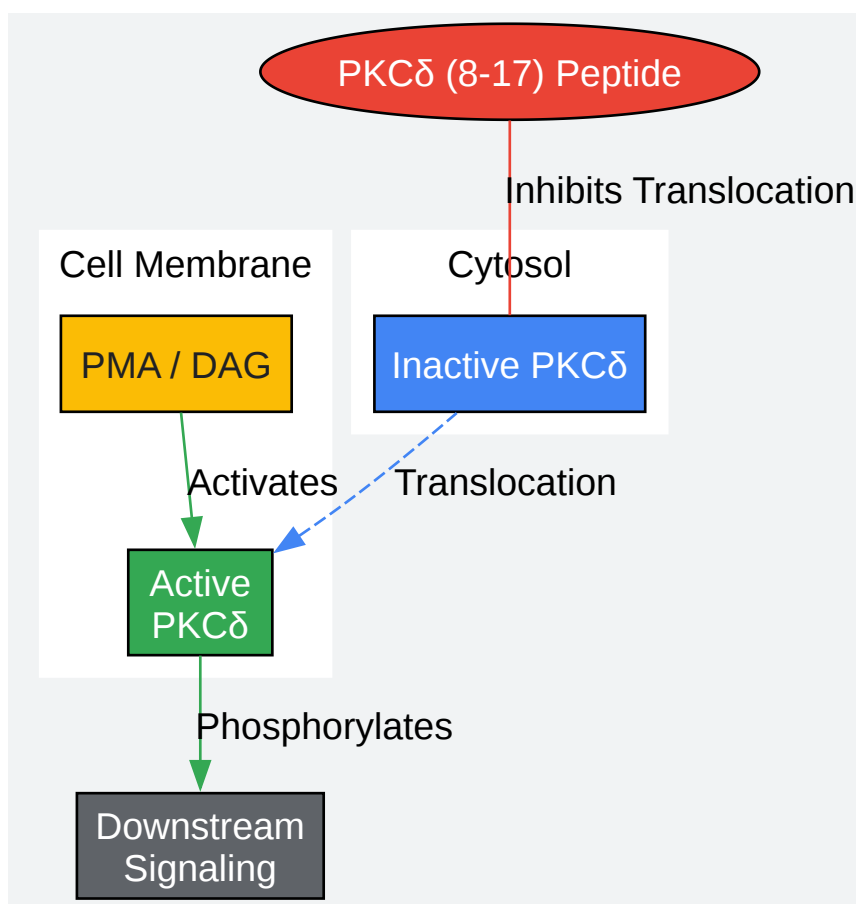 PKCδ (8-17) Peptide
Inhibits Translocation
Cell Membrane
Cytosol
PMA / DAG
Inactive PKCδ
Activates
Translocation
Active
PKCδ
Phosphorylates
Downstream
Signaling